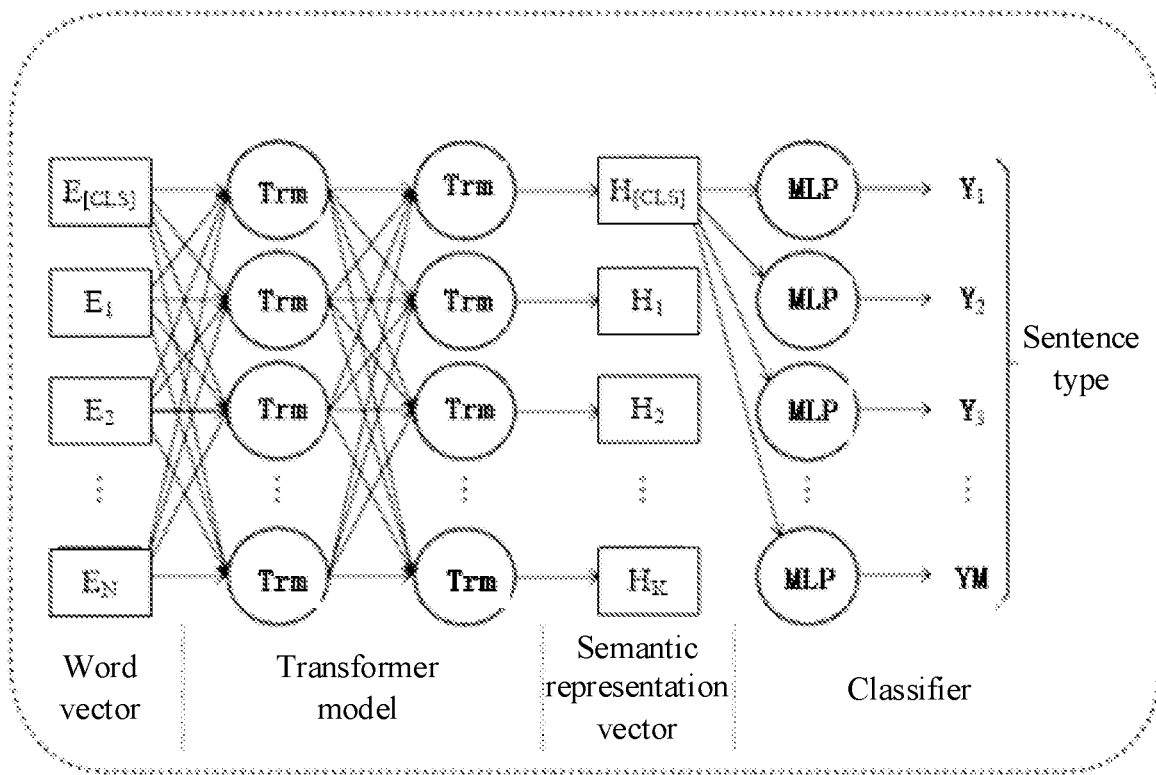 E[CLS] Trm Trm H[CLS] MLP Y1
E1 Trm Trm H1 MLP Y2
E2 Trm Trm H2 MLP Y3
⋮ ⋮ ⋮ ⋮ ⋮ ⋮
EN Trm Trm HK MLP YM
Sentence
type
Word
vector
Transformer
model
Semantic
representation
vector
Classifier